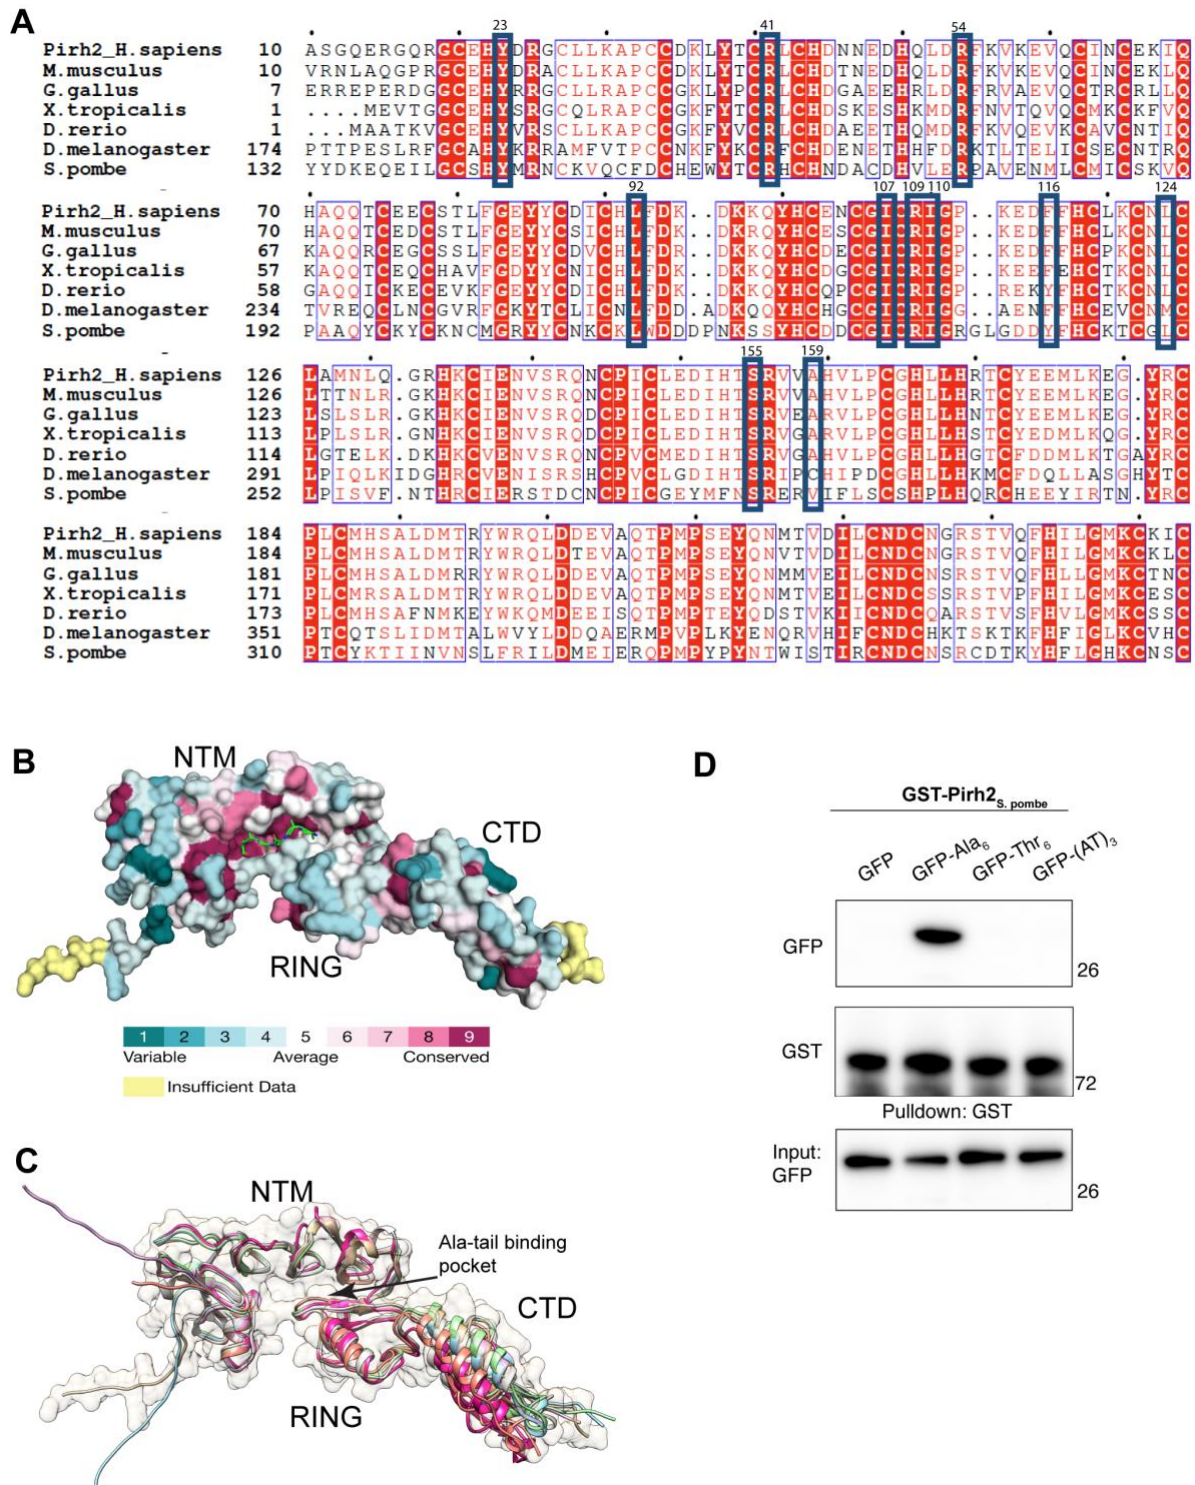 A
23 41 54
Pirh2_H.sapiens 10 ASGQERGQRGCEHYDRGCLLKAPCCDKLYTCRLCHDNNEDHQLDRFKVKEVQCINCEKIQ
M.musculus 10 VRNLAQGPRGCEHYDRACLLKAPCCDKLYTCRLCHDTNEDHQLDRFKVKEVQCINCEKLQ
G.gallus 7 ERREPERDGGCEHYRRGCLLKAPCCGKLYPCRLCHDGAEEHRLDRFRVAEVQCTRCRLLQ
X.tropicalis 1 ....MEVTGGCEHYSRGCQLRAPCCGKFYTCRLCHDSKESHKMDRFNVTQVQCMKCKFVQ
D.rerio 1 ...MAATKVGCEHYVRSCLLKAPCCGKFYVCRLCHDAEETHQMDRFKVQEVKCAVCNTIQ
D.melanogaster 174 PTTPESLRFGCAHYKRRAMFVTPCCNKFYKCRFCHDENETHHFDRKTLTELICSECNTRQ
S.pombe 132 YYDKEQEILGCSHYMRNCKVQCFDCHEWYTCRHCHNDACDHVLERPAVENMLCMICSKVQ
92 107 109 110 116 124
Pirh2_H.sapiens 70 HAQQTCEECSTLFGEYYCDICHLFDK..DKKQYHCENCGICRIGP..KEDFFHCLKCNLC
M.musculus 70 HAQQTCEDCSTLFGEYYCSICHLFDK..DKRQYHCESCGICRIGP..KEDFFHCLKCNLC
G.gallus 67 KAQQRCEGCSSLFGEYYCDVCHLFDK..DKKQYHCDECGICRIGP..KEDFFHCPKCNLC
X.tropicalis 57 KAQQTCEQCHAVFGDYYCNICHLFDR..DKKQYHCDGCGICRIGP..KEEFEHCTKCNLC
D.rerio 58 GAQQICKECEVKFGEYYCDICHLFDK..DKKQYHCQPCGICRIGP..REKYFHCTKCNLC
D.melanogaster 234 TVREQCLNCGVRFGKYTCLICNLFDD.ADKQQYHCHGCGICRIGG..AENFFHCEVCNMC
S.pombe 192 PAAQYCKYCKNCMGRYYCNKCKLWDDDPNKSSYHCDDCGICRIGRGLGDDYFHCKTCGLC
155 159
Pirh2_H.sapiens 126 LAMNLQ.GRHKCIENVSRQNCPICLEDIHTSRVVAHVLPCGHLLHRTCYEEMLKEG.YRC
M.musculus 126 LTTNLR.GKHKCIENVSRQNCPICLEDIHTSRVVAHVLPCGHLLHRTCYEEMLKEG.YRC
G.gallus 123 LSLSLR.GKHKCIENVSRQDCPICLEDIHTSRVEAHVLPCGHLLHNTCYEEMLKEG.YRC
X.tropicalis 113 LPLSLR.GNHKCIENVSRQDCPICLEDIHTSRVGARVLPCGHLLHSTCYEDMLKQG.YRC
D.rerio 114 LGTELK.DKHKCVENVSRQNCPVCMEDIHTSRVGAHVLPCGHLLHGTCFDDMLKTGAYRC
D.melanogaster 291 LPIQLKIDGHRCVENISRSHCPVCLGDIHTSRIPCHIPDCGHLLHKMCFDQLLASGHYTC
S.pombe 252 LPISVF.NTHRCIERSTDCNCPICGEYMFNSRERVIFLSCSHPLHQRCHEEYIRTN.YRC
Pirh2_H.sapiens 184 PLCMHSALDMTRYWRQLDDEVAQTPMPSEYQNMTVDILCNDCNGRSTVQFHILGMKCKIC
M.musculus 184 PLCMHSALDMTRYWRQLDTEVAQTPMPSEYQNVTVDILCNDCNGRSTVQFHILGMKCKLC
G.gallus 181 PLCMHSALDMRRYWRQLDDEVAQTPMPSEYQNMMVEILCNDCNSRSTVQFHLLGMKCTNC
X.tropicalis 171 PLCMHSALDMTRYWRQLDDEVAQTPMPTEYQNMTVEILCNDCSSRSTVPFHILGMKCESC
D.rerio 173 PLCMRSAFNMKEYWKQMDEEISQTPMPTEYQDSTVKILCNDCQARSTVSFHVLGMKCSSC
D.melanogaster 351 PTCQTSLIDMTALWVYLDDQAERMPVPLKYENQRVHIFCNDCHKTSKTKFHFIGLKCVHC
S.pombe 310 PTCYKTIINVNSLFRILDMEIERQPMPYPYNTWISTIRCNDCNSRCDTKYHFLGHKCNSC
B
NTM
CTD
RING
1 2 3 4 5 6 7 8 9
Variable Average Conserved
Insufficient Data
C
NTM
Ala-tail binding
pocket
CTD
RING
D
GST-Pirh2S. pombe
GFP GFP-Ala6 GFP-Thr6 GFP-(AT)3
GFP
26
GST
72
Pulldown: GST
Input:
GFP
26